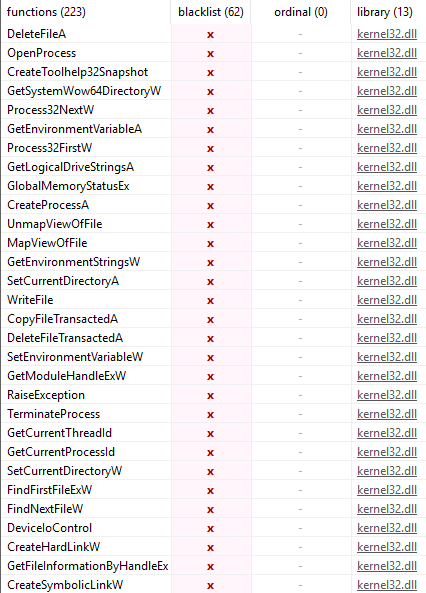 functions (223) blacklist (62) ordinal (0) library (13)
DeleteFileA x - kernel32.dll
OpenProcess x - kernel32.dll
CreateToolhelp32Snapshot x - kernel32.dll
GetSystemWow64DirectoryW x - kernel32.dll
Process32NextW x - kernel32.dll
GetEnvironmentVariableA x - kernel32.dll
Process32FirstW x - kernel32.dll
GetLogicalDriveStringsA x - kernel32.dll
GlobalMemoryStatusEx x - kernel32.dll
CreateProcessA x - kernel32.dll
UnmapViewOfFile x - kernel32.dll
MapViewOfFile x - kernel32.dll
GetEnvironmentStringsW x - kernel32.dll
SetCurrentDirectoryA x - kernel32.dll
WriteFile x - kernel32.dll
CopyFileTransactedA x - kernel32.dll
DeleteFileTransactedA x - kernel32.dll
SetEnvironmentVariableW x - kernel32.dll
GetModuleHandleExW x - kernel32.dll
RaiseException x - kernel32.dll
TerminateProcess x - kernel32.dll
GetCurrentThreadId x - kernel32.dll
GetCurrentProcessId x - kernel32.dll
SetCurrentDirectoryW x - kernel32.dll
FindFirstFileExW x - kernel32.dll
FindNextFileW x - kernel32.dll
DeviceIoControl x - kernel32.dll
CreateHardLinkW x - kernel32.dll
GetFileInformationByHandleEx x - kernel32.dll
CreateSymbolicLinkW x - kernel32.dll